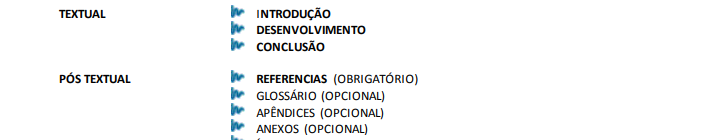 TEXTUAL INTRODUÇÃO
DESENVOLVIMENTO
CONCLUSÃO
PÓS TEXTUAL REFERENCIAS (OBRIGATÓRIO)
GLOSSÁRIO (OPCIONAL)
APÊNDICES (OPCIONAL)
ANEXOS (OPCIONAL)